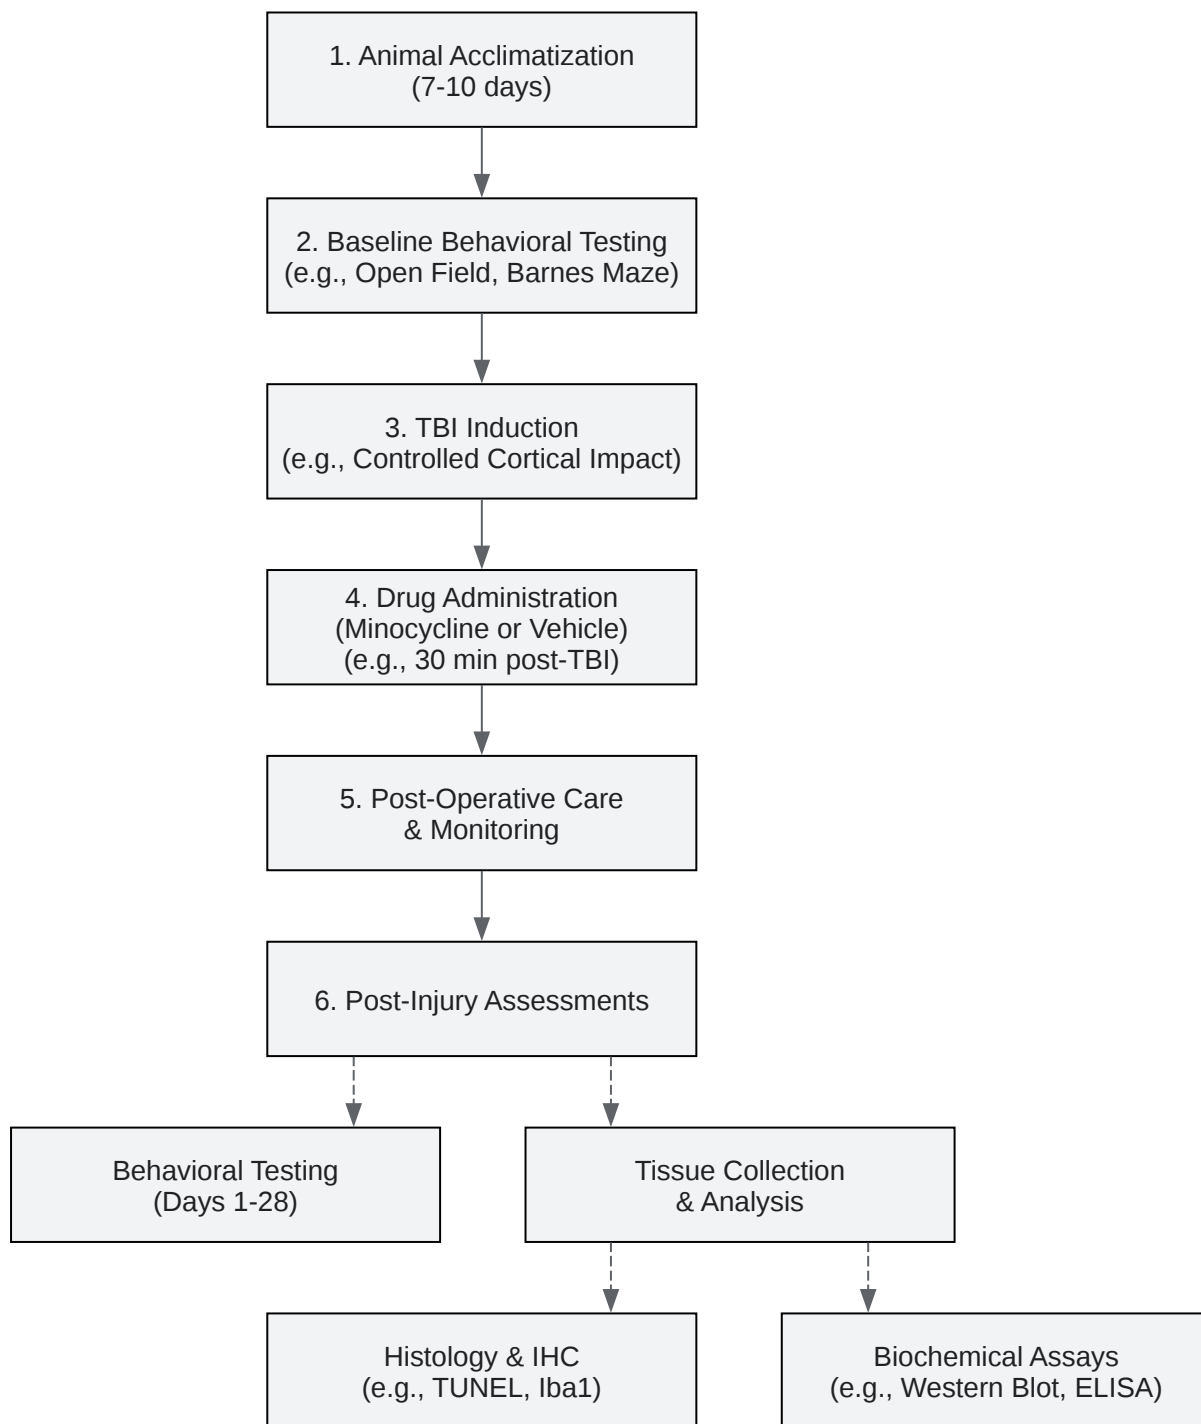 1. Animal Acclimatization
(7-10 days)
2. Baseline Behavioral Testing
(e.g., Open Field, Barnes Maze)
3. TBI Induction
(e.g., Controlled Cortical Impact)
4. Drug Administration
(Minocycline or Vehicle)
(e.g., 30 min post-TBI)
5. Post-Operative Care
& Monitoring
6. Post-Injury Assessments
Behavioral Testing
(Days 1-28)
Tissue Collection
& Analysis
Histology & IHC
(e.g., TUNEL, Iba1)
Biochemical Assays
(e.g., Western Blot, ELISA)